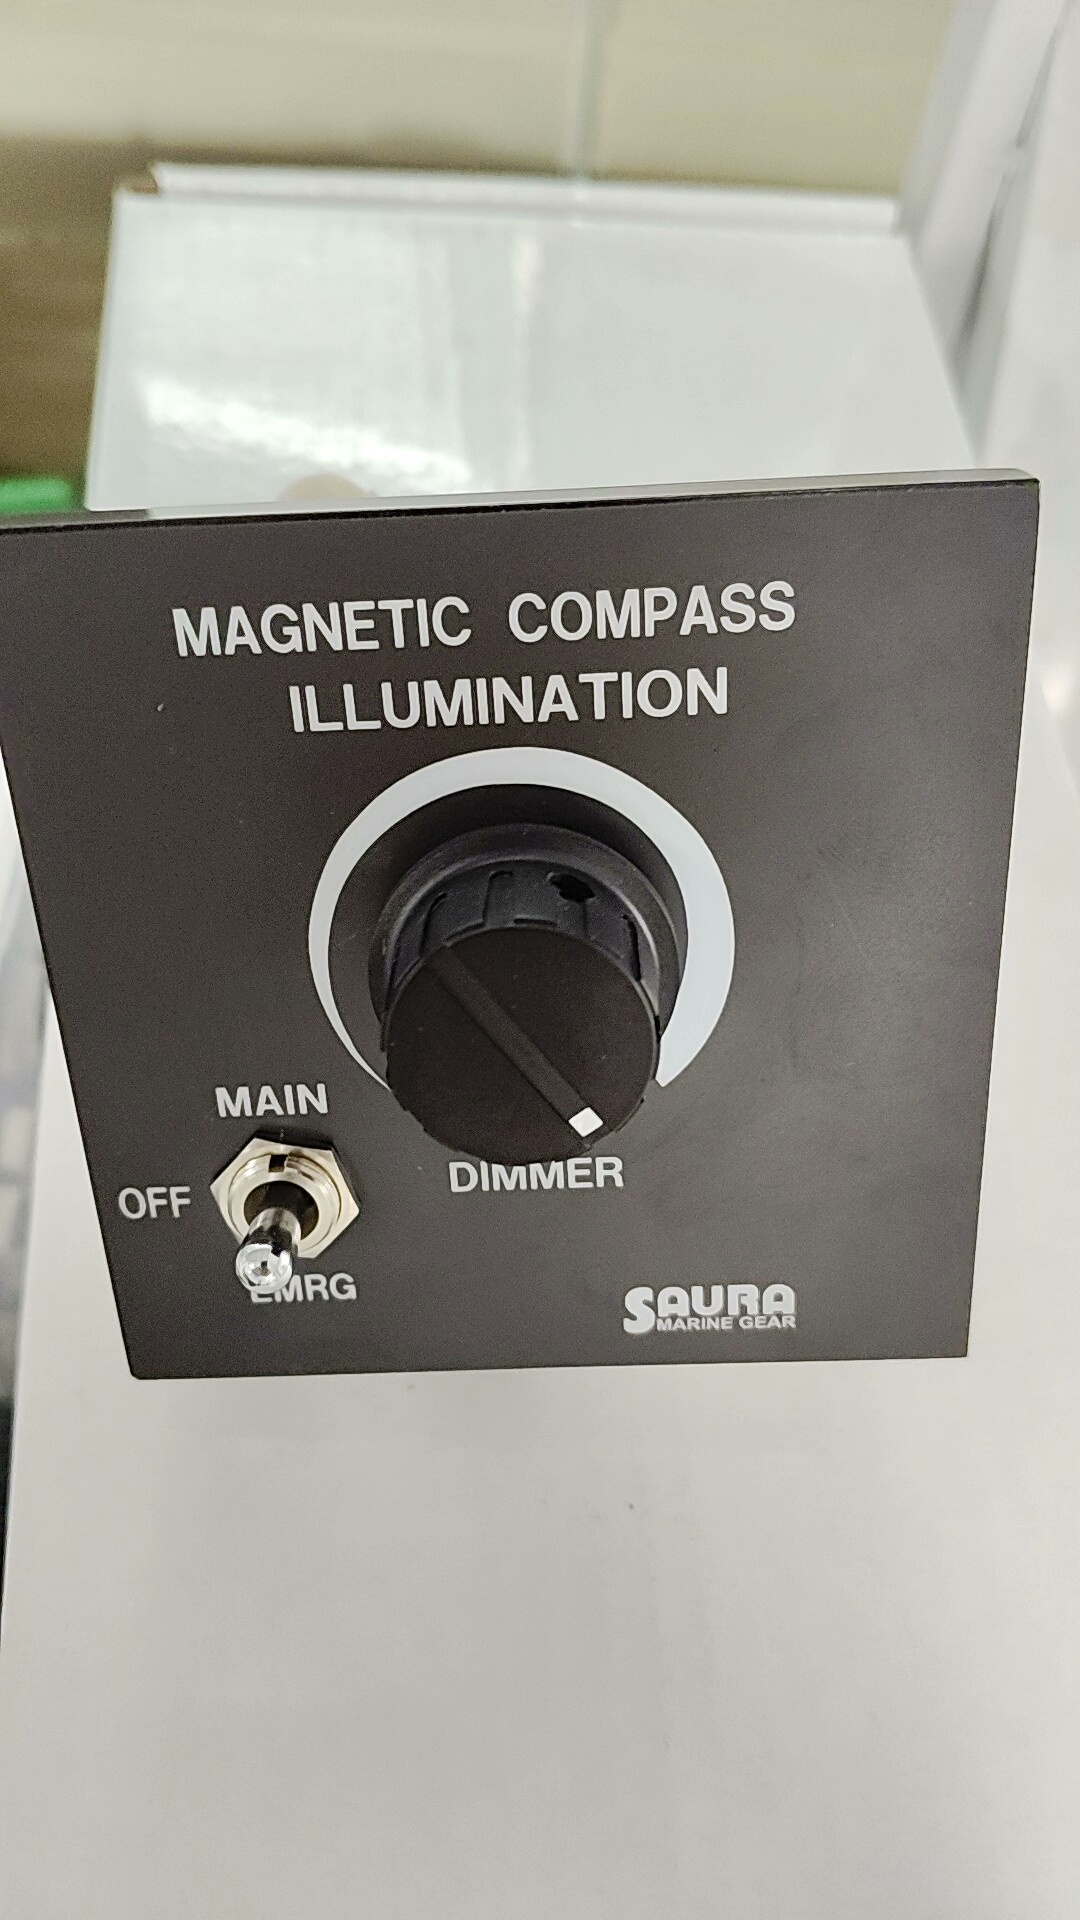 MAGNETIC COMPASS
ILLUMINATION
MAIN
OFF
EMRG
DIMMER
SAURA
MARINE GEAR